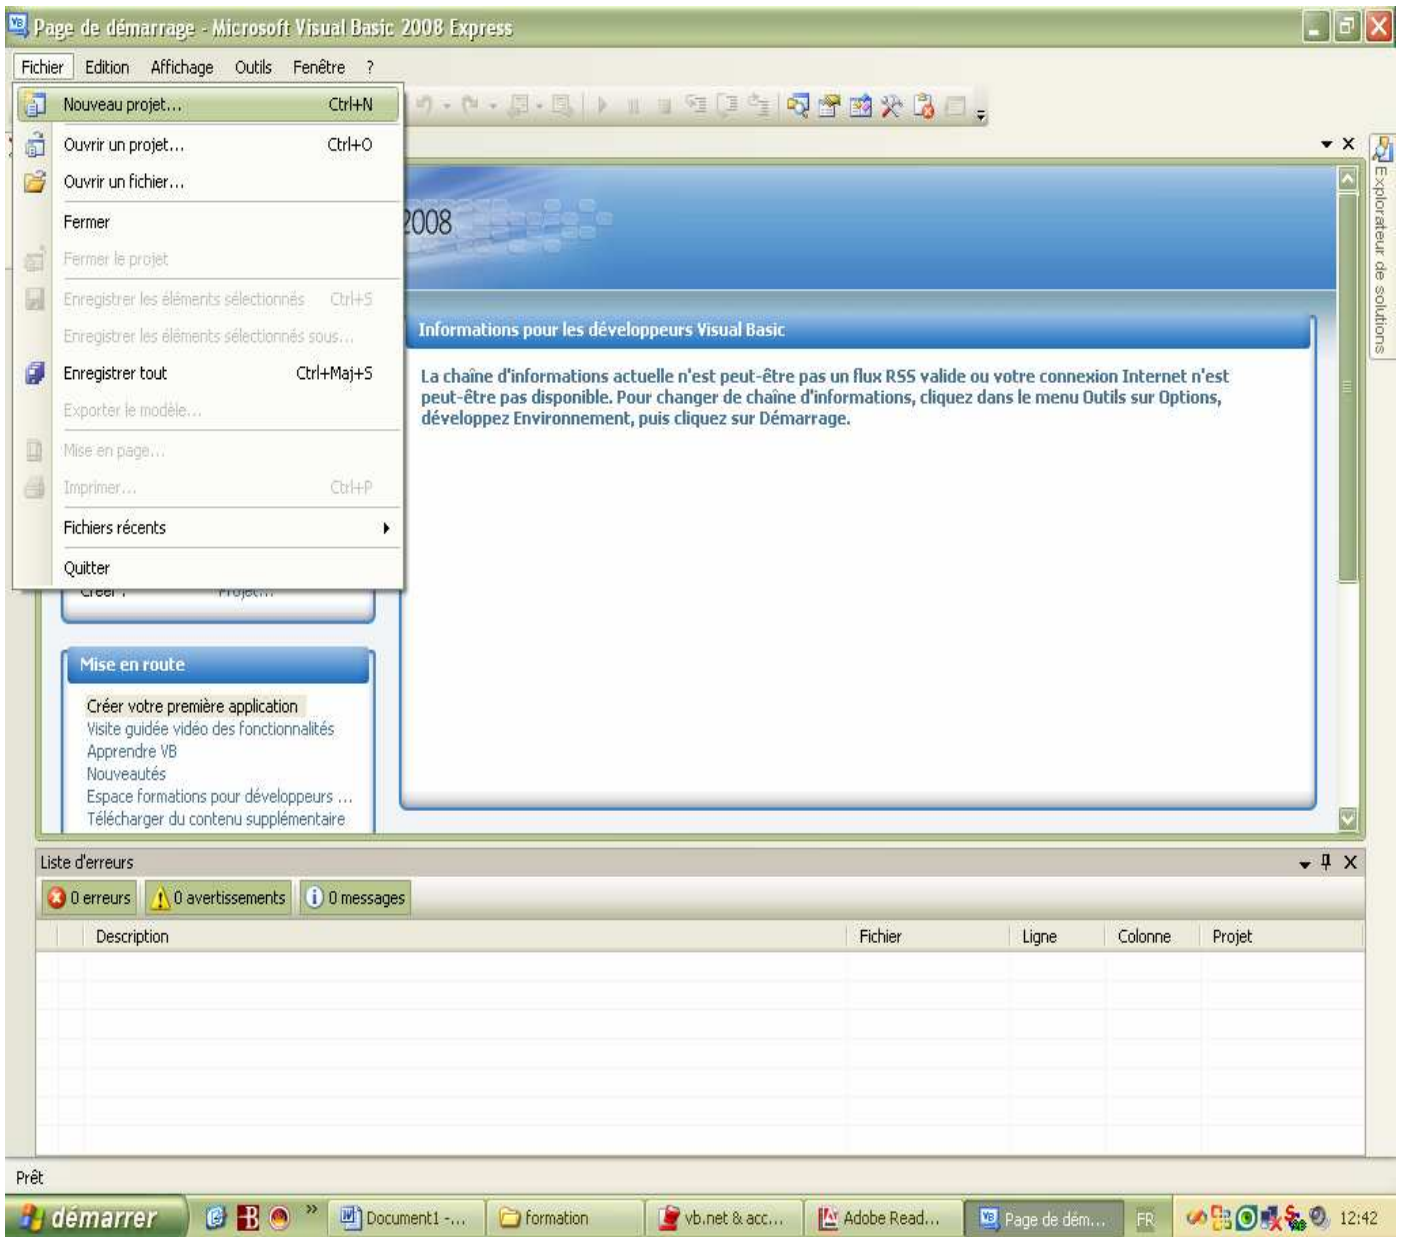 Page de démarrage - Microsoft Visual Basic 2008 Express
Fichier Edition Affichage Outils Fenêtre ?
Nouveau projet... Ctrl+N
Ouvrir un projet... Ctrl+O
Ouvrir un fichier...
Fermer
Fermer le projet
Enregistrer les éléments sélectionnés Ctrl+S
Enregistrer les éléments sélectionnés sous...
Enregistrer tout Ctrl+Maj+S
Exporter le modèle...
Mise en page...
Imprimer... Ctrl+P
Fichiers récents
Quitter
Créer : Projet...
2008
Explorateur de solutions
Informations pour les développeurs Visual Basic
La chaîne d'informations actuelle n'est peut-être pas un flux RSS valide ou votre connexion Internet n'est
peut-être pas disponible. Pour changer de chaîne d'informations, cliquez dans le menu Outils sur Options,
développez Environnement, puis cliquez sur Démarrage.
Mise en route
Créer votre première application
Visite guidée vidéo des fonctionnalités
Apprendre VB
Nouveautés
Espace formations pour développeurs ...
Télécharger du contenu supplémentaire
Liste d'erreurs
0 erreurs 0 avertissements 0 messages
Description Fichier Ligne Colonne Projet
Prêt
démarrer » Document1 -... formation vb.net & acc... Adobe Read... Page de dém... FR 12:42